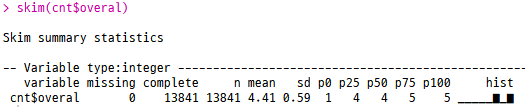 > skim(cnt$overal)
Skim summary statistics
-- Variable type:integer ------------------------------------------------
variable missing complete n mean sd p0 p25 p50 p75 p100 hist
cnt$overal 0 13841 13841 4.41 0.59 1 4 4 5 5 _____▇_▇